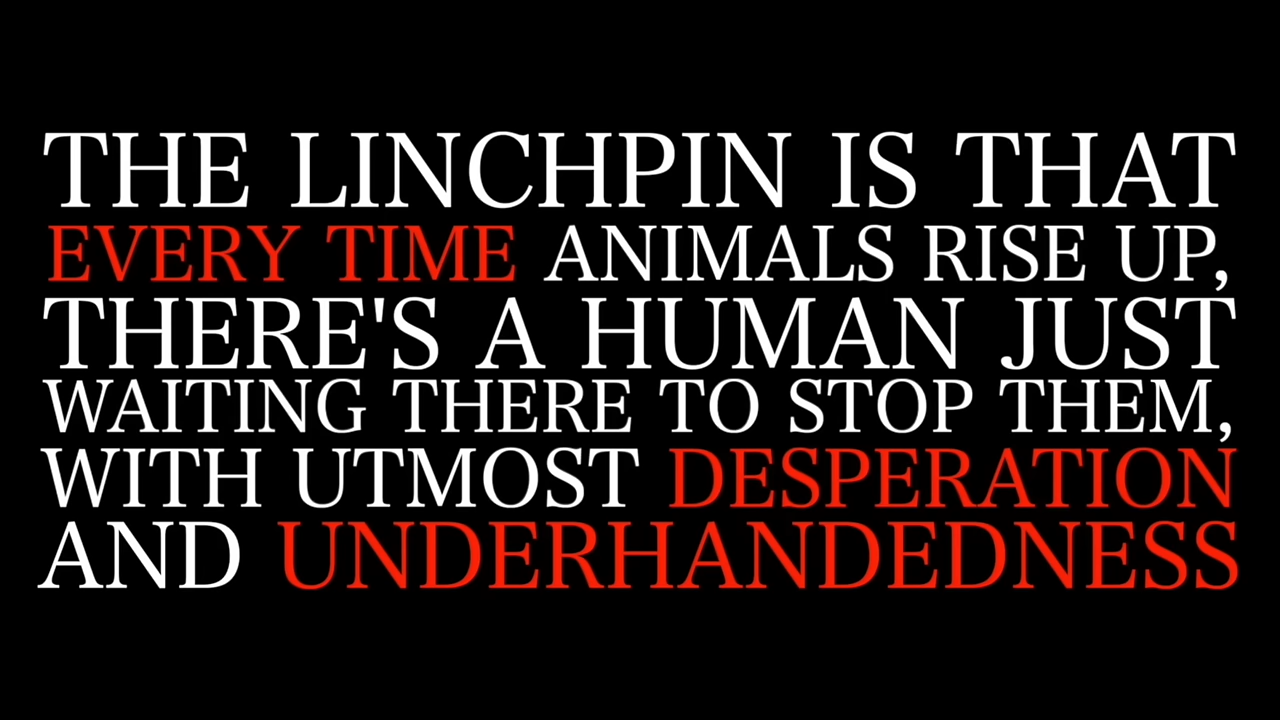 THE LINCHPIN IS THAT
EVERY TIME ANIMALS RISE UP,
THERE'S A HUMAN JUST
WAITING THERE TO STOP THEM,
WITH UTMOST DESPERATION
AND UNDERHANDEDNESS